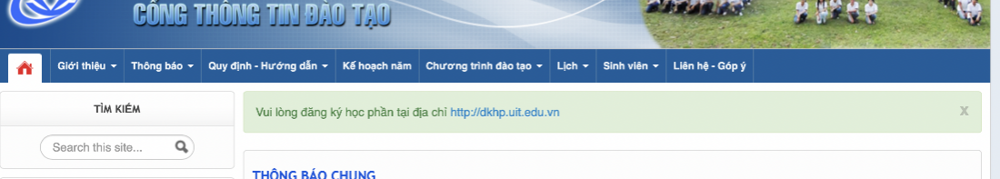 CỔNG THÔNG TIN ĐÀO TẠO
Giới thiệu Thông báo Quy định - Hướng dẫn Kế hoạch năm Chương trình đào tạo Lịch Sinh viên Liên hệ - Góp ý
TÌM KIẾM
Search this site...
Vui lòng đăng ký học phần tại địa chỉ http://dkhp.uit.edu.vn
x
THÔNG BÁO CHUNG